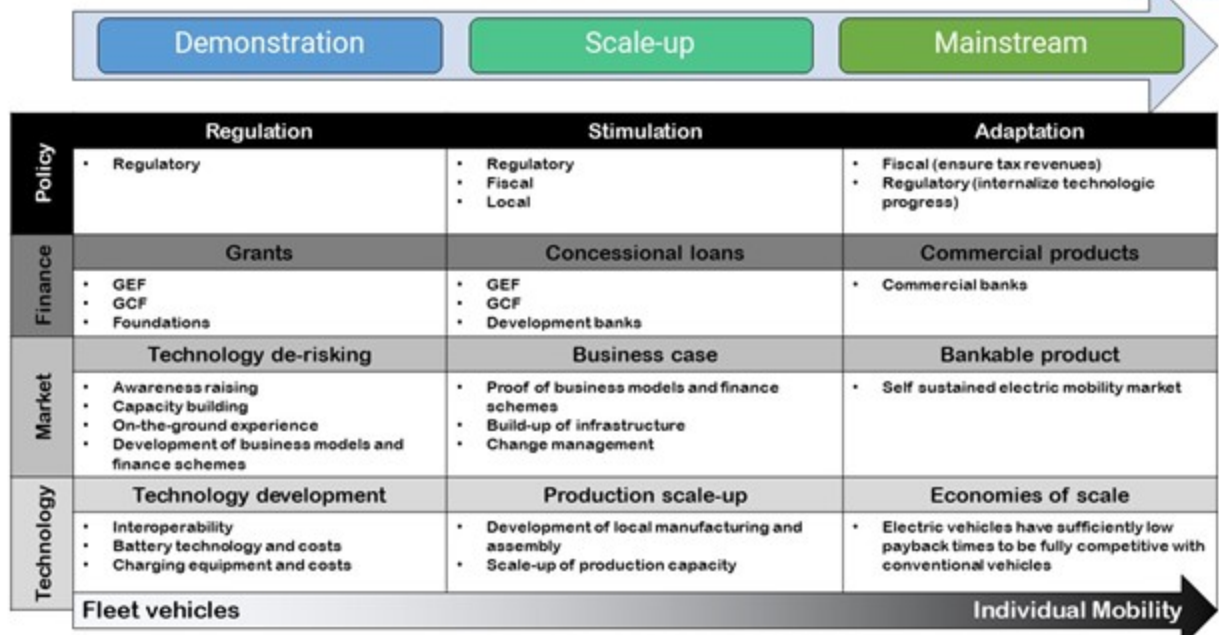 Demonstration Scale-up Mainstream
Policy
Regulation Stimulation Adaptation
• Regulatory
• Regulatory
• Fiscal
• Local
• Fiscal (ensure tax revenues)
• Regulatory (internalize technologic
progress)
Finance
Grants Concessional loans Commercial products
• GEF
• GCF
• Foundations
• GEF
• GCF
• Development banks
• Commercial banks
Market
Technology de-risking Business case Bankable product
• Awareness raising
• Capacity building
• On-the-ground experience
• Development of business models and
finance schemes
• Proof of business models and finance
schemes
• Build-up of infrastructure
• Change management
• Self sustained electric mobility market
Technology
Technology development Production scale-up Economies of scale
• Interoperability
• Battery technology and costs
• Charging equipment and costs
• Development of local manufacturing and
assembly
• Scale-up of production capacity
• Electric vehicles have sufficiently low
payback times to be fully competitive with
conventional vehicles
Fleet vehicles Individual Mobility